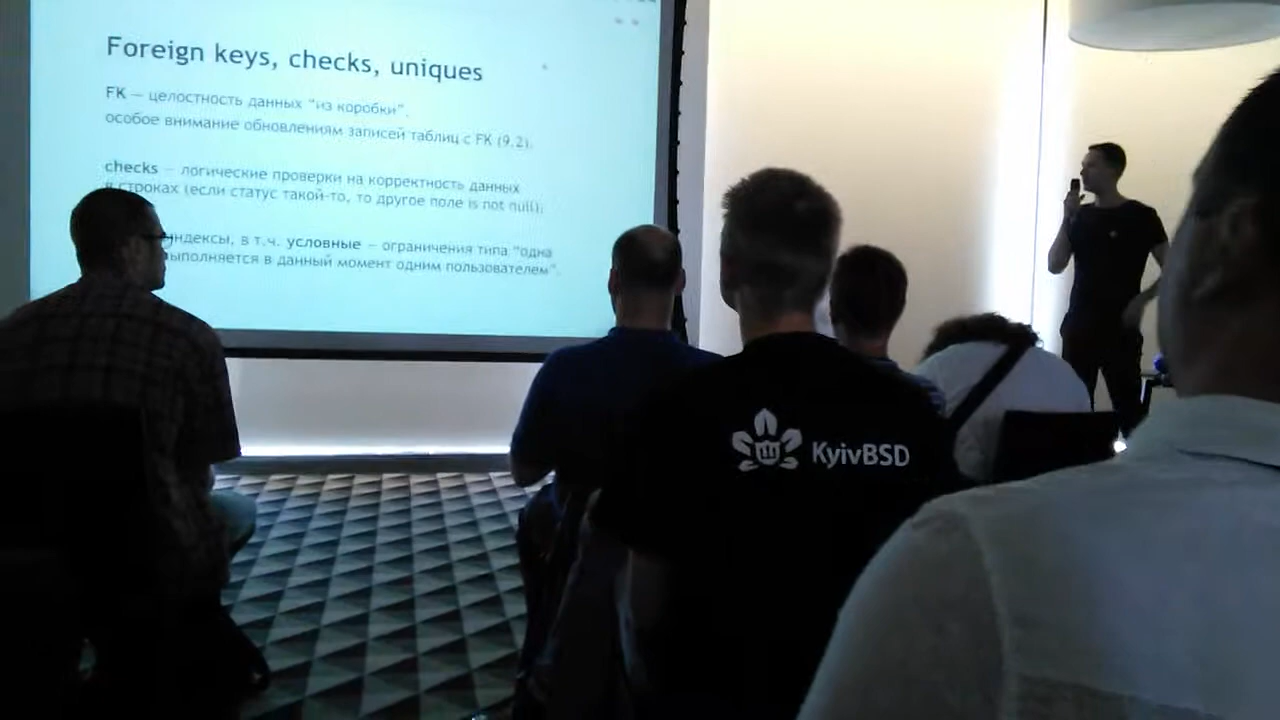 Foreign keys, checks, uniques
FK — целостность данных "из коробки",
особое внимание обновлениям записей таблиц с FK (9.2).
checks — логические проверки на корректность данных
в строках (если статус такой-то, то другое поле is not null);
индексы, в т.ч. условные — ограничения типа "одна
выполняется в данный момент одним пользователем".
KyivBSD